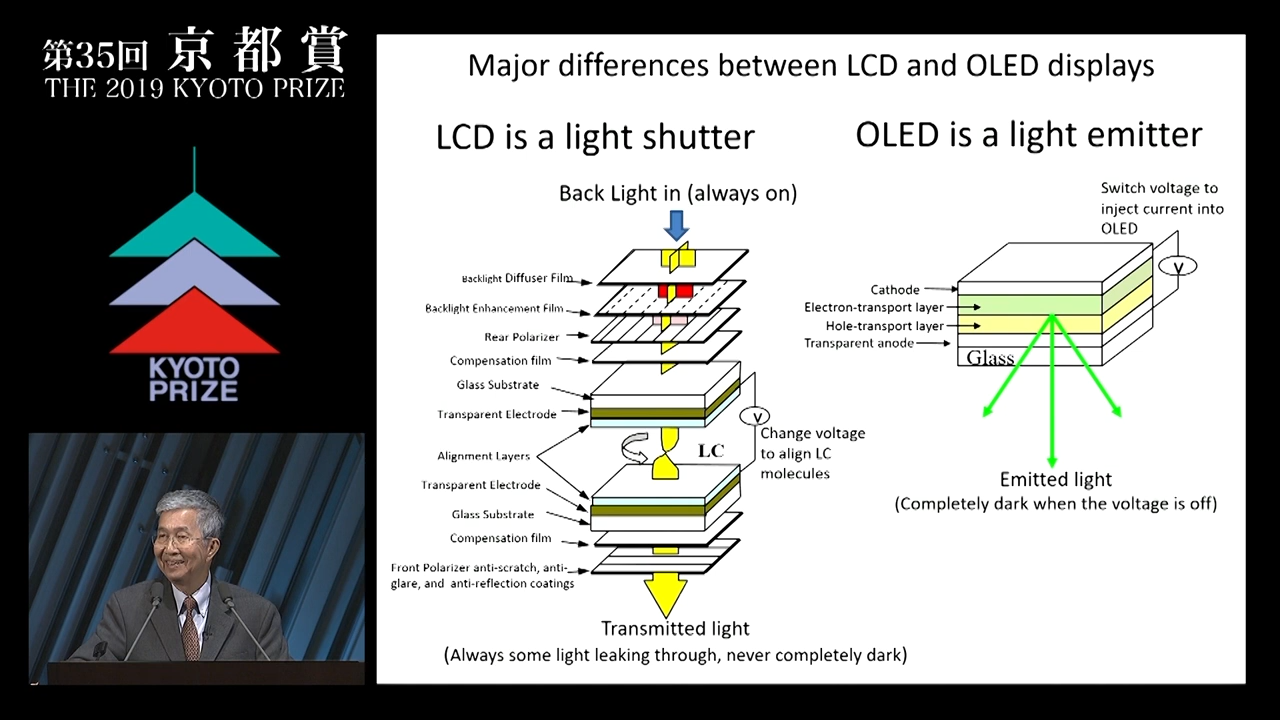 第35回 京都賞
THE 2019 KYOTO PRIZE
KYOTO
PRIZE
Major differences between LCD and OLED displays
LCD is a light shutter
Back Light in (always on)
Backlight Diffuser Film
Backlight Enhancement Film
Rear Polarizer
Compensation film
Glass Substrate
Transparent Electrode
Alignment Layers
Transparent Electrode
Glass Substrate
Compensation film
Front Polarizer anti-scratch, anti-
glare, and anti-reflection coatings
LC
V
Change voltage
to align LC
molecules
Transmitted light
(Always some light leaking through, never completely dark)
OLED is a light emitter
Switch voltage to
inject current into
OLED
V
Cathode
Electron-transport layer
Hole-transport layer
Transparent anode
Glass
Emitted light
(Completely dark when the voltage is off)